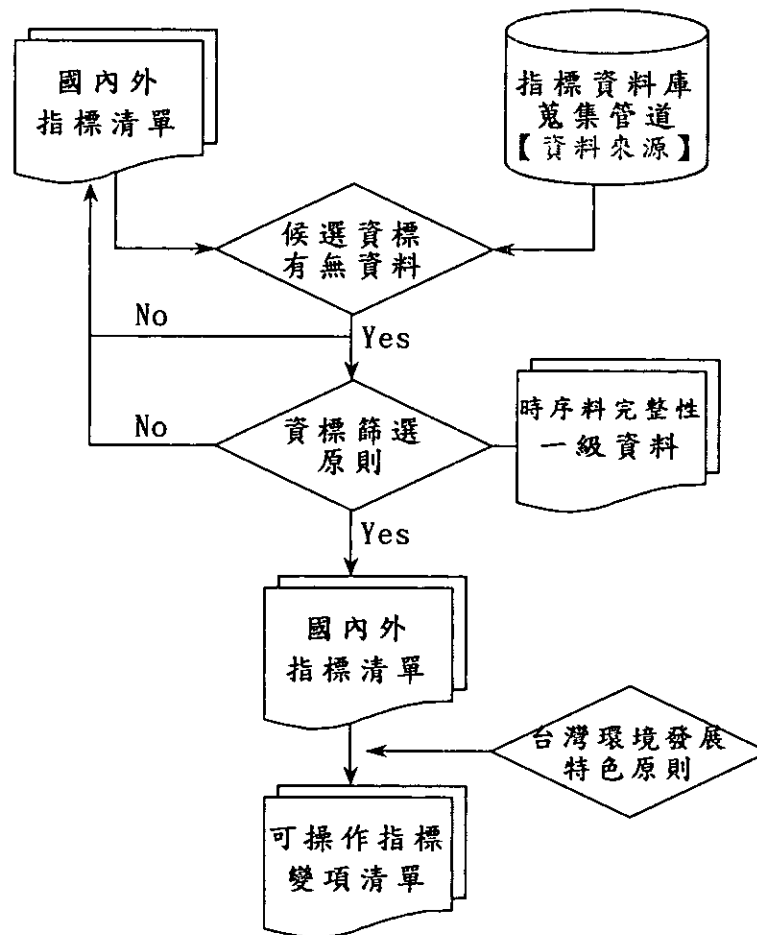 國內外
指標清單
指標資料庫
蒐集管道
【資料來源】
候選資標
有無資料
No
Yes
No
資標篩選
原則
時序料完整性
一級資料
Yes
國內外
指標清單
台灣環境發展
特色原則
可操作指標
變項清單